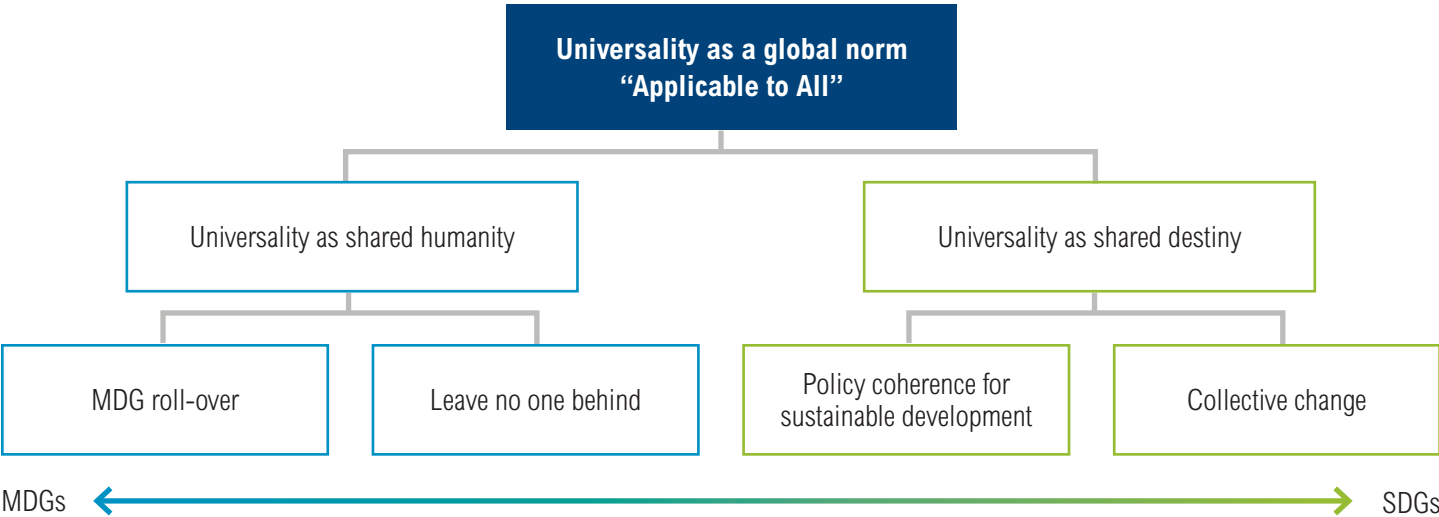 Universality as a global norm
“Applicable to All”
Universality as shared humanity
Universality as shared destiny
MDG roll-over
Leave no one behind
Policy coherence for
sustainable development
Collective change
MDGs
SDGs